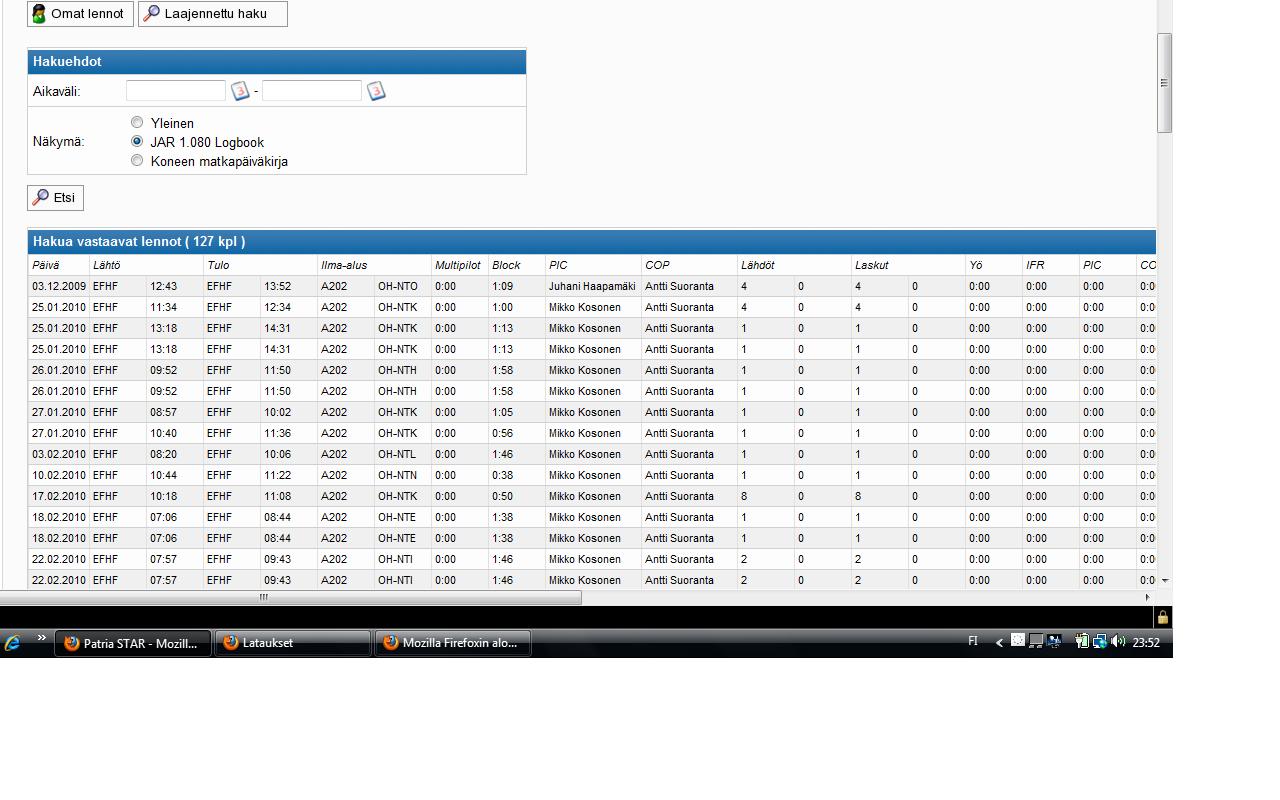 Omat lennot Laajennettu haku
Hakuehdot
Aikaväli: 3 - 3
Näkymä:
Yleinen
JAR 1.080 Logbook
Koneen matkapäiväkirja
Etsi
Hakua vastaavat lennot ( 127 kpl )
Päivä Lähtö Tulo Ilma-alus Multipilot Block PIC COP Lähdöt Laskut Yö IFR PIC CO
03.12.2009 EFHF 12:43 EFHF 13:52 A202 OH-NTO 0:00 1:09 Juhani Haapamäki Antti Suoranta 4 0 4 0 0:00 0:00 0:00 0:0
25.01.2010 EFHF 11:34 EFHF 12:34 A202 OH-NTK 0:00 1:00 Mikko Kosonen Antti Suoranta 4 0 4 0 0:00 0:00 0:00 0:0
25.01.2010 EFHF 13:18 EFHF 14:31 A202 OH-NTK 0:00 1:13 Mikko Kosonen Antti Suoranta 1 0 1 0 0:00 0:00 0:00 0:0
25.01.2010 EFHF 13:18 EFHF 14:31 A202 OH-NTK 0:00 1:13 Mikko Kosonen Antti Suoranta 1 0 1 0 0:00 0:00 0:00 0:0
26.01.2010 EFHF 09:52 EFHF 11:50 A202 OH-NTH 0:00 1:58 Mikko Kosonen Antti Suoranta 1 0 1 0 0:00 0:00 0:00 0:0
26.01.2010 EFHF 09:52 EFHF 11:50 A202 OH-NTH 0:00 1:58 Mikko Kosonen Antti Suoranta 1 0 1 0 0:00 0:00 0:00 0:0
27.01.2010 EFHF 08:57 EFHF 10:02 A202 OH-NTK 0:00 1:05 Mikko Kosonen Antti Suoranta 1 0 1 0 0:00 0:00 0:00 0:0
27.01.2010 EFHF 10:40 EFHF 11:36 A202 OH-NTK 0:00 0:56 Mikko Kosonen Antti Suoranta 1 0 1 0 0:00 0:00 0:00 0:0
03.02.2010 EFHF 08:20 EFHF 10:06 A202 OH-NTL 0:00 1:46 Mikko Kosonen Antti Suoranta 1 0 1 0 0:00 0:00 0:00 0:0
10.02.2010 EFHF 10:44 EFHF 11:22 A202 OH-NTN 0:00 0:38 Mikko Kosonen Antti Suoranta 1 0 1 0 0:00 0:00 0:00 0:0
17.02.2010 EFHF 10:18 EFHF 11:08 A202 OH-NTK 0:00 0:50 Mikko Kosonen Antti Suoranta 8 0 8 0 0:00 0:00 0:00 0:0
18.02.2010 EFHF 07:06 EFHF 08:44 A202 OH-NTE 0:00 1:38 Mikko Kosonen Antti Suoranta 1 0 1 0 0:00 0:00 0:00 0:0
18.02.2010 EFHF 07:06 EFHF 08:44 A202 OH-NTE 0:00 1:38 Mikko Kosonen Antti Suoranta 1 0 1 0 0:00 0:00 0:00 0:0
22.02.2010 EFHF 07:57 EFHF 09:43 A202 OH-NTI 0:00 1:46 Mikko Kosonen Antti Suoranta 2 0 2 0 0:00 0:00 0:00 0:0
22.02.2010 EFHF 07:57 EFHF 09:43 A202 OH-NTI 0:00 1:46 Mikko Kosonen Antti Suoranta 2 0 2 0 0:00 0:00 0:00 0:0
Patria STAR - Mozill... Lataukset Mozilla Firefoxin alo... FI 23:52